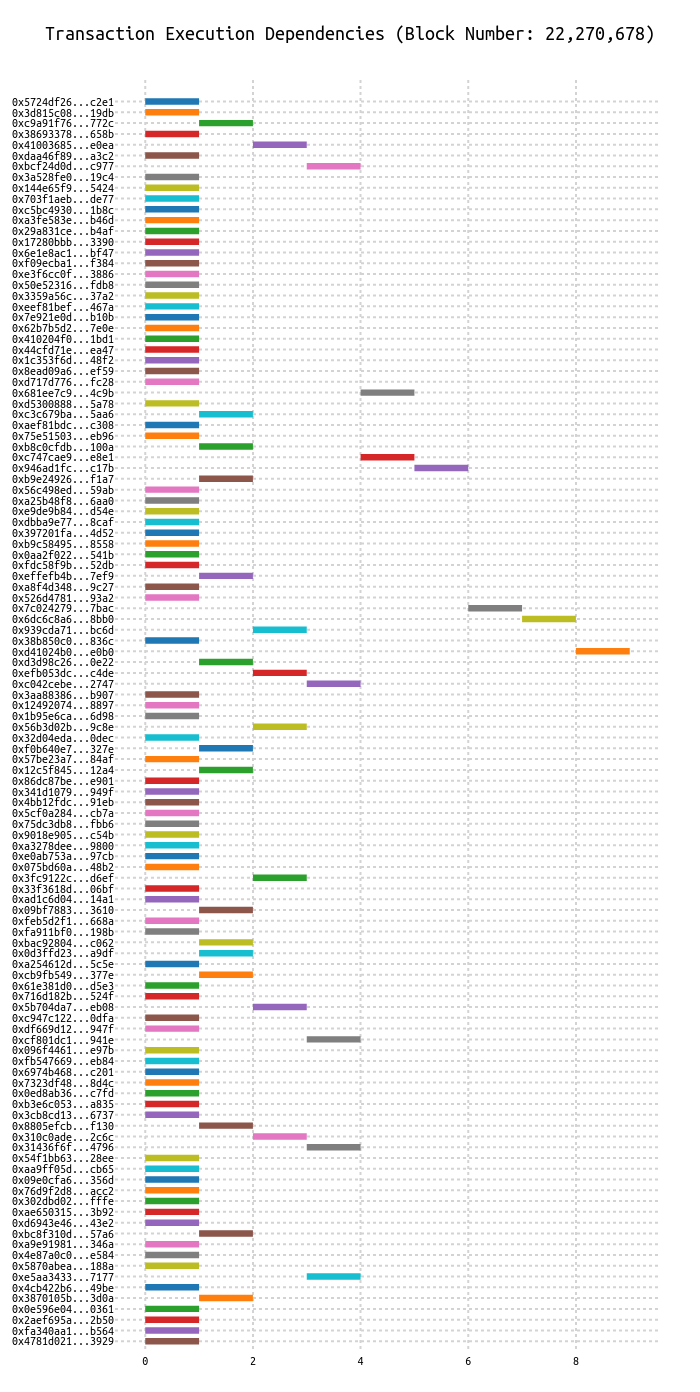 Transaction Execution Dependencies (Block Number: 22,270,678)
0x5724df26...c2e1
0x3d815c08...19db
0xc9a91f76...772c
0x38693378...658b
0x41003685...e0ea
0xdaa46f89...a3c2
0xbcf24d0d...c977
0x3a528fe0...19c4
0x144e65f9...5424
0x703f1aeb...de77
0xc5bc4930...1b8c
0xa3fe583e...b46d
0x29a831ce...b4af
0x17280bbb...3390
0x6e1e8ac1...bf47
0xf09ecba1...f384
0xe3f6cc0f...3886
0x50e52316...fdb8
0x3359a56c...37a2
0xeef81bef...467a
0x7e921e0d...b10b
0x62b7b5d2...7e0e
0x410204f0...1bd1
0x44cfd71e...ea47
0x1c353f6d...48f2
0x8ead09a6...ef59
0xd717d776...fc28
0x681ee7c9...4c9b
0xd5300888...5a78
0xc3c679ba...5aa6
0xaef81bdc...c308
0x75e51503...eb96
0xb8c0cfdb...100a
0xc747cae9...e8e1
0x946ad1fc...c17b
0xb9e24926...f1a7
0x56c498ed...59ab
0xa25b48f8...6aa0
0xe9de9b84...d54e
0xdbba9e77...8caf
0x397201fa...4d52
0xb9c58495...8558
0x0aa2f022...541b
0xfdc58f9b...52db
0xeffefb4b...7ef9
0xa8f4d348...9c27
0x526d4781...93a2
0x7c024279...7bac
0x6dc6c8a6...8bb0
0x939cda71...bc6d
0x38b850c0...836c
0xd41024b0...e0b0
0xd3d98c26...0e22
0xefb053dc...c4de
0xc042cebe...2747
0x3aa88386...b907
0x12492074...8897
0x1b95e6ca...6d98
0x56b3d02b...9c8e
0x32d04eda...0dec
0xf0b640e7...327e
0x57be23a7...84af
0x12c5f845...12a4
0x86dc87be...e901
0x341d1079...949f
0x4bb12fdc...91eb
0x5cf0a284...cb7a
0x75dc3db8...fbb6
0x9018e905...c54b
0xa3278dee...9800
0xe0ab753a...97cb
0x075bd60a...48b2
0x3fc9122c...d6ef
0x33f3618d...06bf
0xad1c6d04...14a1
0x09bf7883...3610
0xfeb5d2f1...668a
0xfa911bf0...198b
0xbac92804...c062
0x0d3ffd23...a9df
0xa254612d...5c5e
0xcb9fb549...377e
0x61e381d0...d5e3
0x716d182b...524f
0x5b704da7...eb08
0xc947c122...0dfa
0xdf669d12...947f
0xcf801dc1...941e
0x096f4461...e97b
0xfb547669...eb84
0x6974b468...c201
0x7323df48...8d4c
0x0ed8ab36...c7fd
0xb3e6c053...a835
0x3cb8cd13...6737
0x8805efcb...f130
0x310c0ade...2c6c
0x31436f6f...4796
0x54f1bb63...28ee
0xaa9ff05d...cb65
0x09e0cfa6...356d
0x76d9f2d8...acc2
0x302dbd02...fffe
0xae650315...3b92
0xd6943e46...43e2
0xbc8f310d...57a6
0xa9e91981...346a
0x4e87a0c0...e584
0x5870abea...188a
0xe5aa3433...7177
0x4cb422b6...49be
0x3870105b...3d0a
0x0e596e04...0361
0x2aef695a...2b50
0xfa340aa1...b564
0x4781d021...3929
0 2 4 6 8